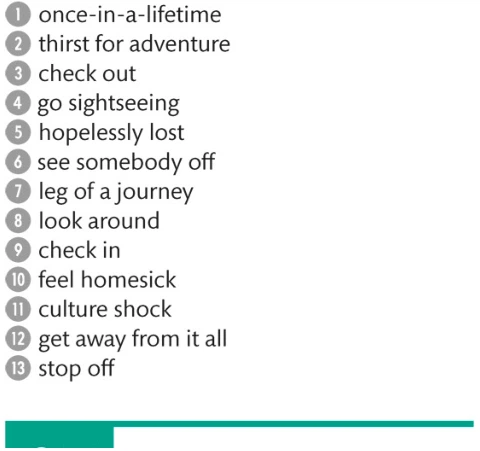 1 once-in-a-lifetime
2 thirst for adventure
3 check out
4 go sightseeing
5 hopelessly lost
6 see somebody off
7 leg of a journey
8 look around
9 check in
10 feel homesick
11 culture shock
12 get away from it all
13 stop off